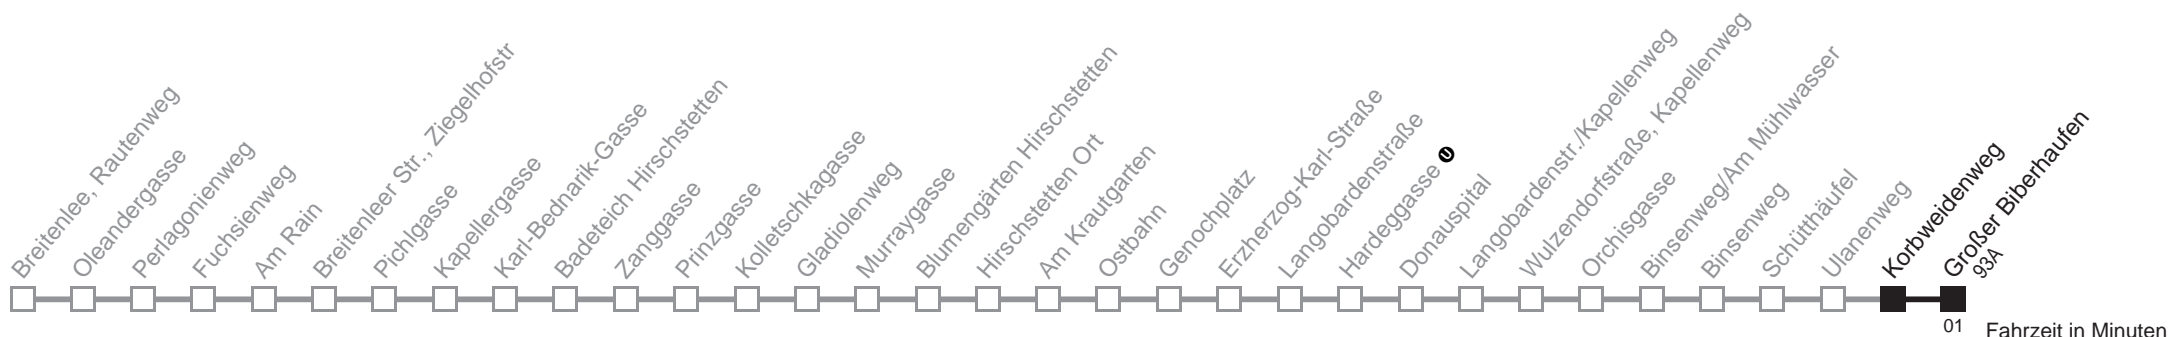 Breitenlee, Rautenweg
Oleandergasse
Perlagonienweg
Fuchsienweg
Am Rain
Breitenleer Str., Ziegelhofstr
Pichlgasse
Kapellergasse
Karl-Bednarik-Gasse
Badeteich Hirschstetten
Zanggasse
Prinzgasse
Kolletschkagasse
Gladiolenweg
Murraygasse
Blumengärten Hirschstetten
Hirschstetten Ort
Am Krautgarten
Ostbahn
Genochplatz
Erzherzog-Karl-Straße
Langobardenstraße
Hardeggasse U
Donauspital
Langobardenstr./Kapellenweg
Wulzendorfstraße, Kapellenweg
Orchisgasse
Binsenweg/Am Mühlwasser
Binsenweg
Schütthäufel
Ulanenweg
Korbweidenweg
Großer Biberhaufen
93A
01
Fahrzeit in Minuten